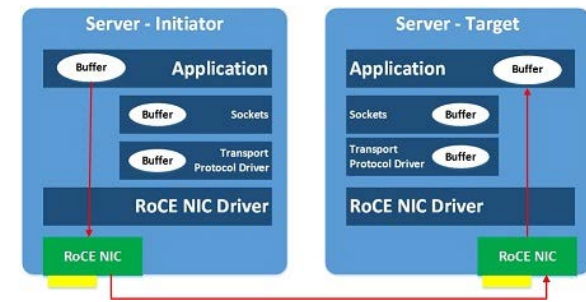 Server - Initiator
Buffer
Application
Buffer
Sockets
Buffer
Transport
Protocol Driver
RoCE NIC Driver
RoCE NIC
Server - Target
Application
Buffer
Sockets
Buffer
Transport
Protocol Driver
Buffer
RoCE NIC Driver
RoCE NIC